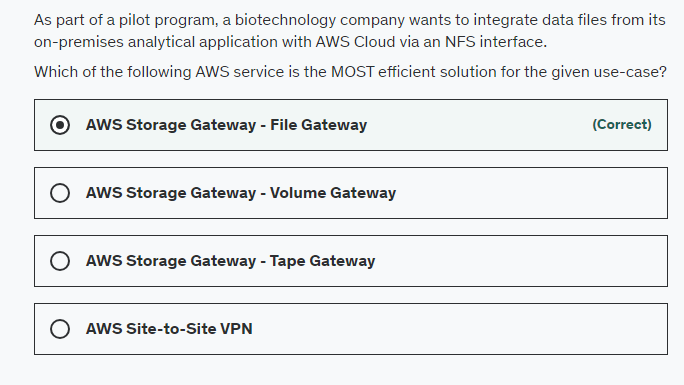 As part of a pilot program, a biotechnology company wants to integrate data files from its
on-premises analytical application with AWS Cloud via an NFS interface.
Which of the following AWS service is the MOST efficient solution for the given use-case?
AWS Storage Gateway - File Gateway (Correct)
AWS Storage Gateway - Volume Gateway
AWS Storage Gateway - Tape Gateway
AWS Site-to-Site VPN